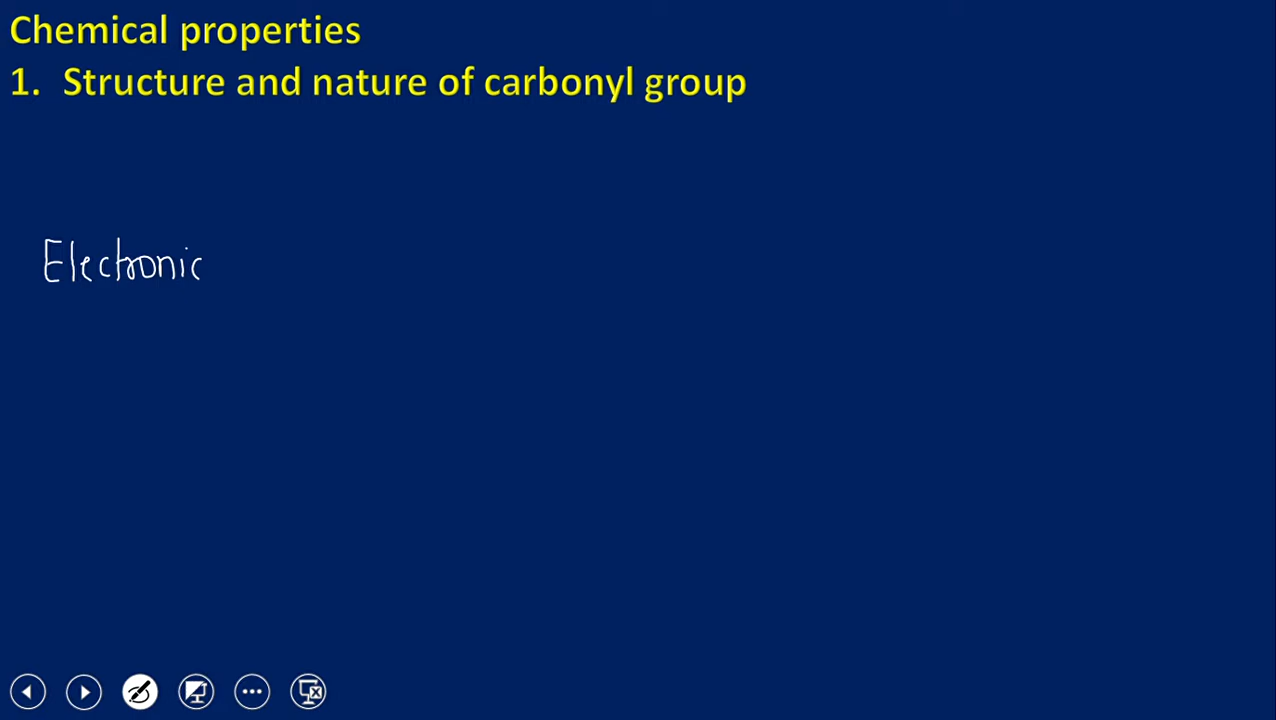 Chemical properties
1. Structure and nature of carbonyl group
Electronic